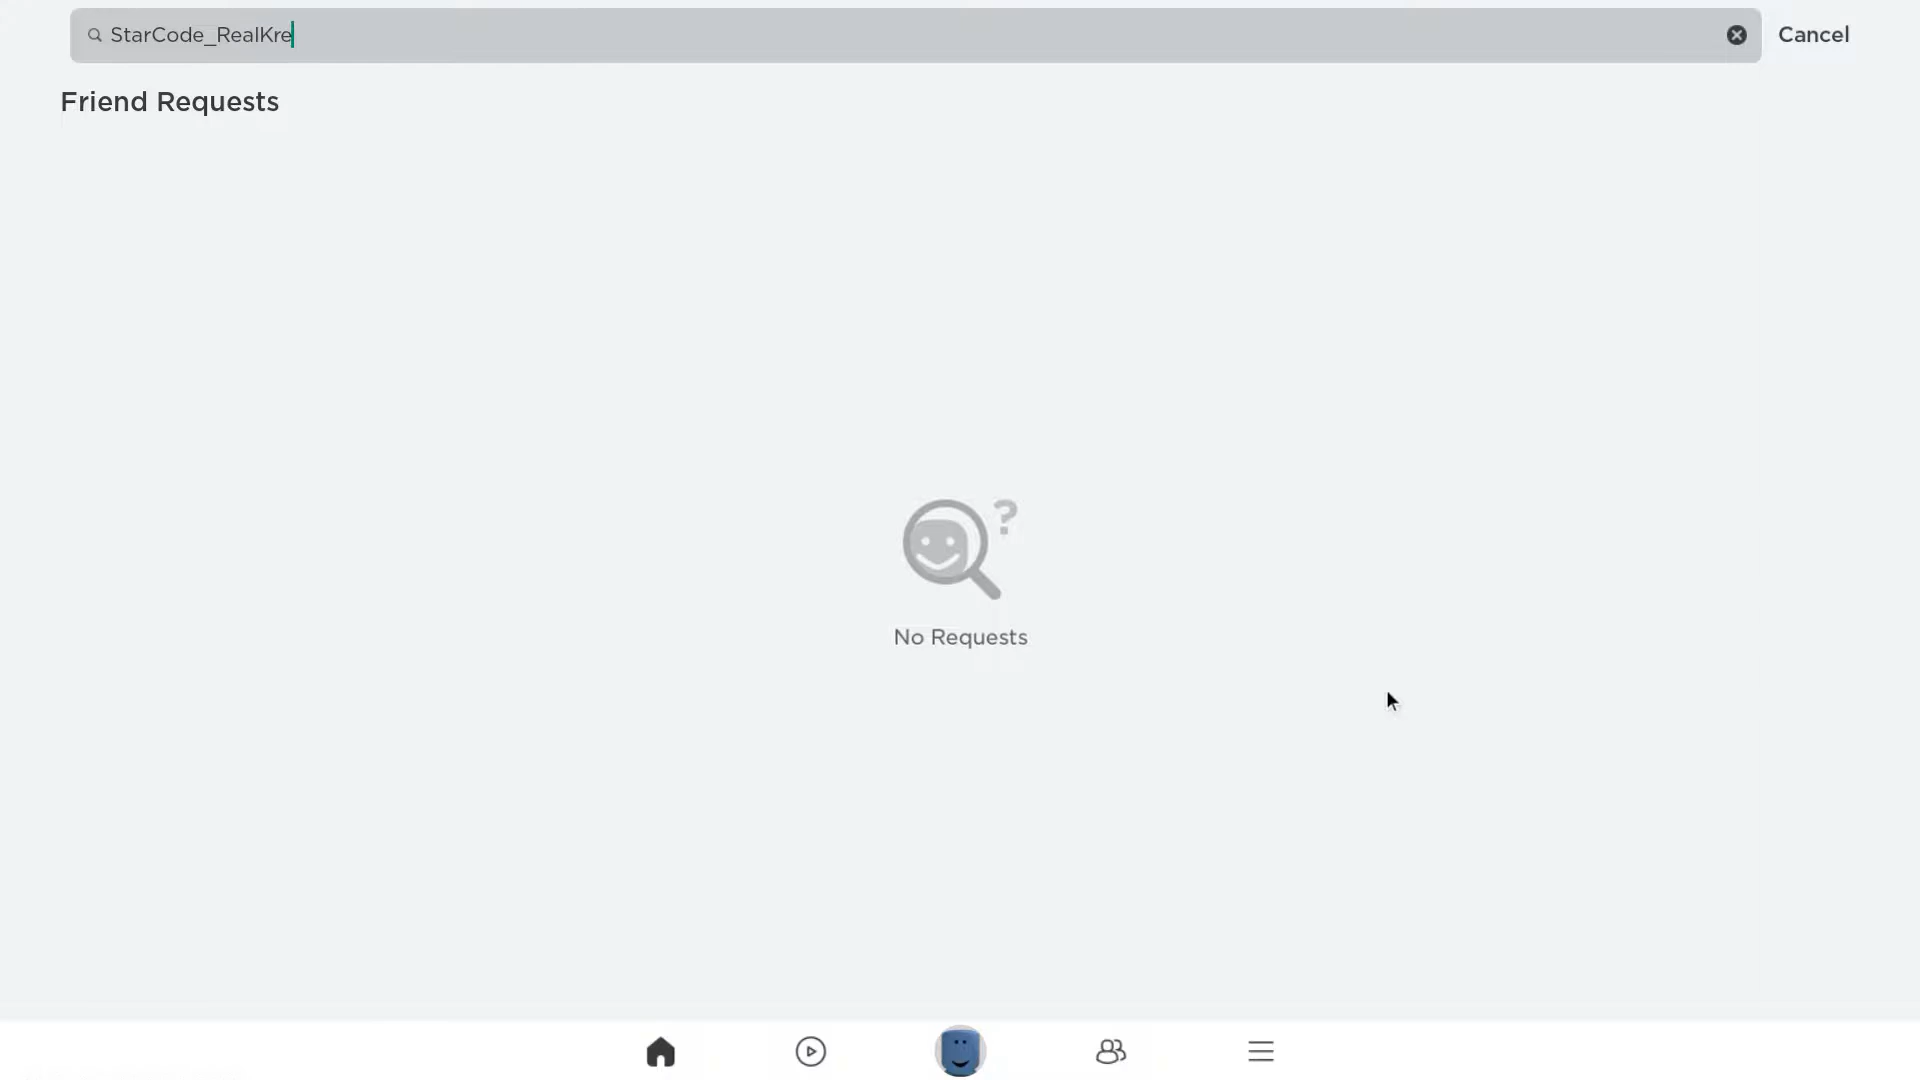 StarCode_RealKre
Cancel
Friend Requests
?
No Requests